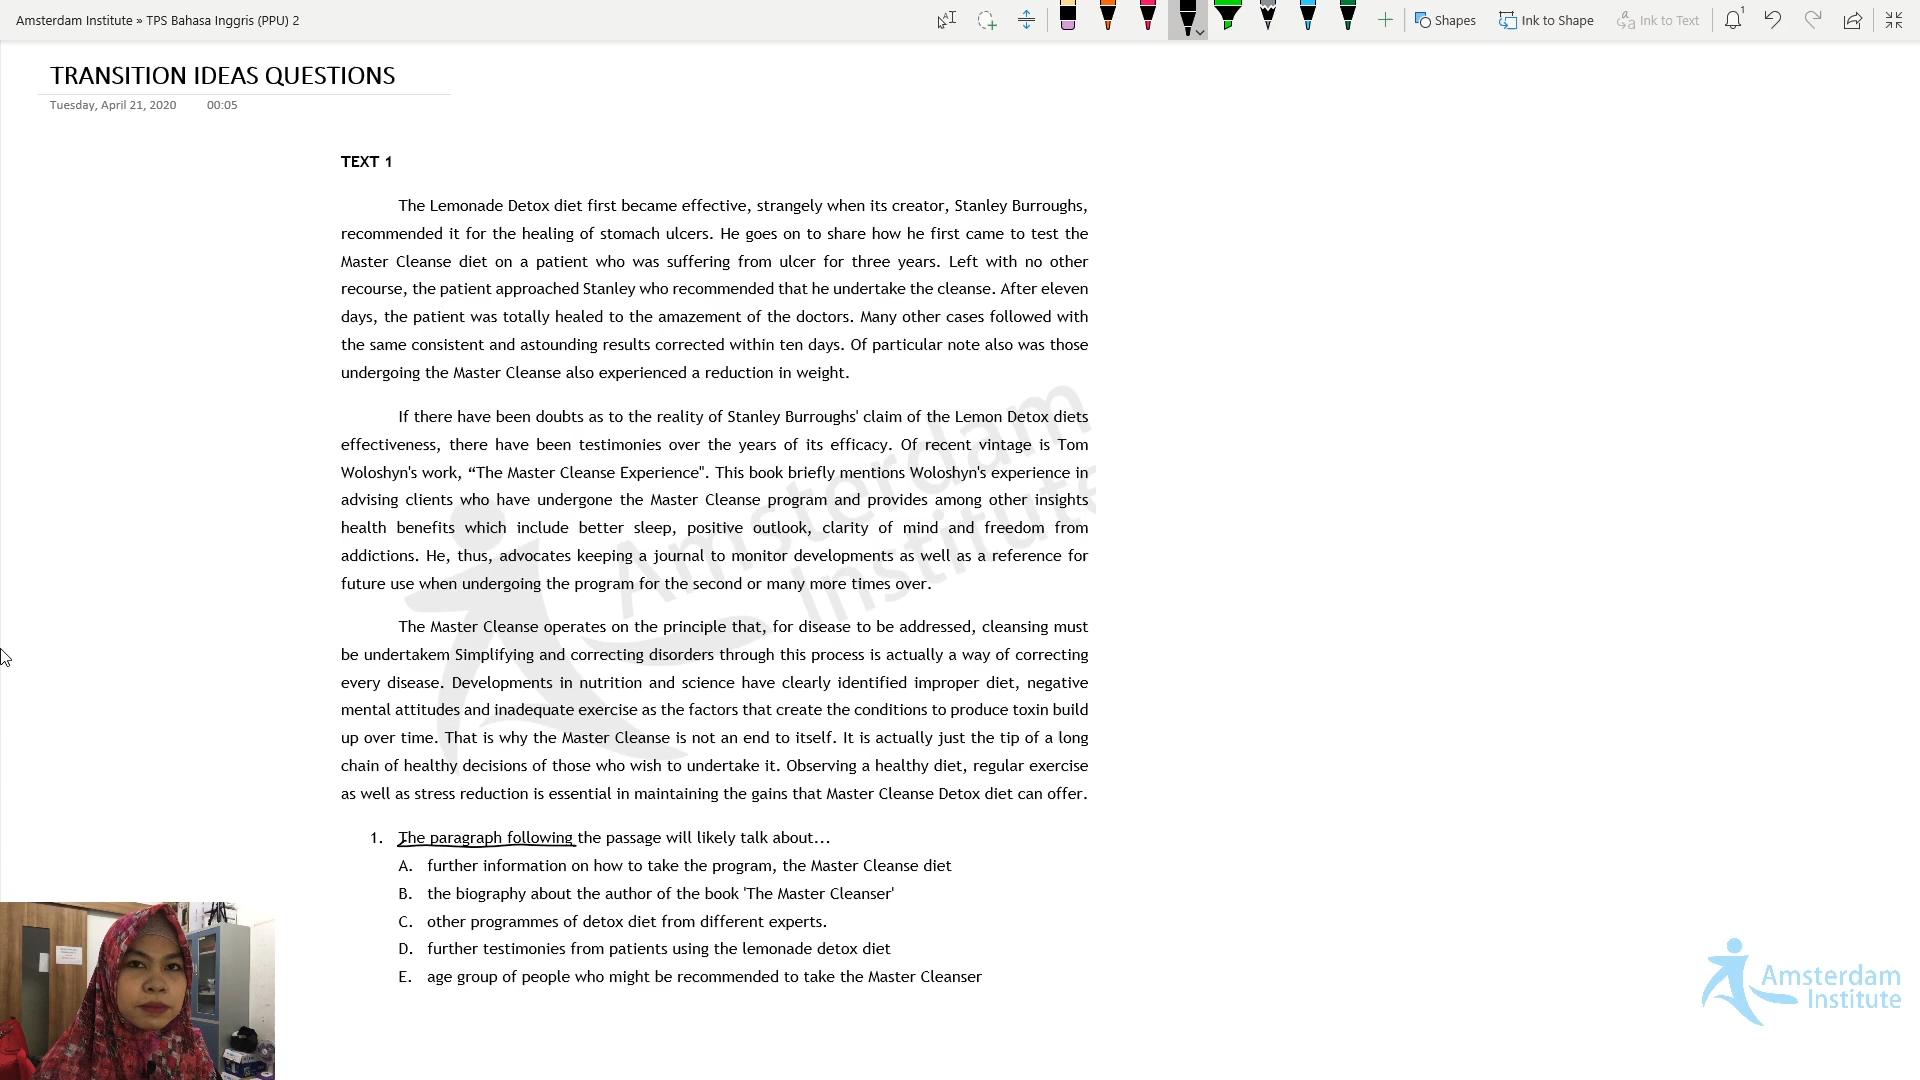 Amsterdam Institute » TPS Bahasa Inggris (PPU) 2
Shapes
Ink to Shape
Ink to Text
1
TRANSITION IDEAS QUESTIONS
Tuesday, April 21, 2020 00:05
TEXT 1
The Lemonade Detox diet first became effective, strangely when its creator, Stanley Burroughs,
recommended it for the healing of stomach ulcers. He goes on to share how he first came to test the
Master Cleanse diet on a patient who was suffering from ulcer for three years. Left with no other
recourse, the patient approached Stanley who recommended that he undertake the cleanse. After eleven
days, the patient was totally healed to the amazement of the doctors. Many other cases followed with
the same consistent and astounding results corrected within ten days. Of particular note also was those
undergoing the Master Cleanse also experienced a reduction in weight.
If there have been doubts as to the reality of Stanley Burroughs' claim of the Lemon Detox diets
effectiveness, there have been testimonies over the years of its efficacy. Of recent vintage is Tom
Woloshyn's work, “The Master Cleanse Experience". This book briefly mentions Woloshyn's experience in
advising clients who have undergone the Master Cleanse program and provides among other insights
health benefits which include better sleep, positive outlook, clarity of mind and freedom from
addictions. He, thus, advocates keeping a journal to monitor developments as well as a reference for
future use when undergoing the program for the second or many more times over.
The Master Cleanse operates on the principle that, for disease to be addressed, cleansing must
be undertakem Simplifying and correcting disorders through this process is actually a way of correcting
every disease. Developments in nutrition and science have clearly identified improper diet, negative
mental attitudes and inadequate exercise as the factors that create the conditions to produce toxin build
up over time. That is why the Master Cleanse is not an end to itself. It is actually just the tip of a long
chain of healthy decisions of those who wish to undertake it. Observing a healthy diet, regular exercise
as well as stress reduction is essential in maintaining the gains that Master Cleanse Detox diet can offer.
1. The paragraph following the passage will likely talk about...
A. further information on how to take the program, the Master Cleanse diet
B. the biography about the author of the book 'The Master Cleanser'
C. other programmes of detox diet from different experts.
D. further testimonies from patients using the lemonade detox diet
E. age group of people who might be recommended to take the Master Cleanser
Amsterdam
Institute
Amsterdam
Institute